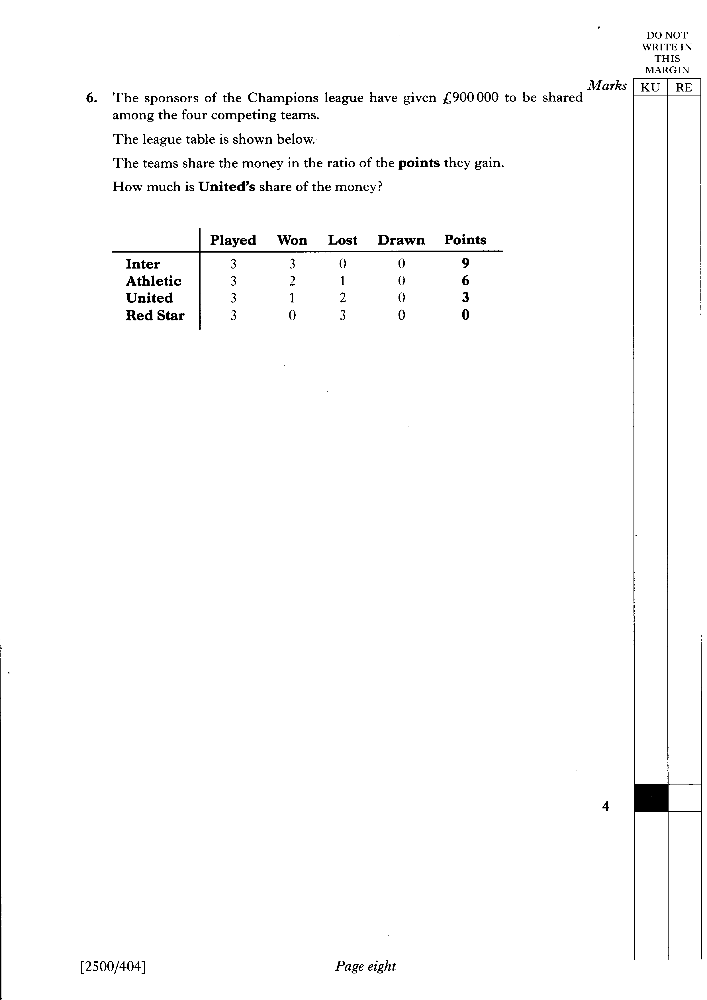 DO NOT
WRITE IN
THIS
MARGIN
Marks KU RE
6. The sponsors of the Champions league have given £900 000 to be shared
among the four competing teams.
The league table is shown below.
The teams share the money in the ratio of the points they gain.
How much is United's share of the money?
Played Won Lost Drawn Points
Inter 3 3 0 0 9
Athletic 3 2 1 0 6
United 3 1 2 0 3
Red Star 3 0 3 0 0
4
[2500/404] Page eight